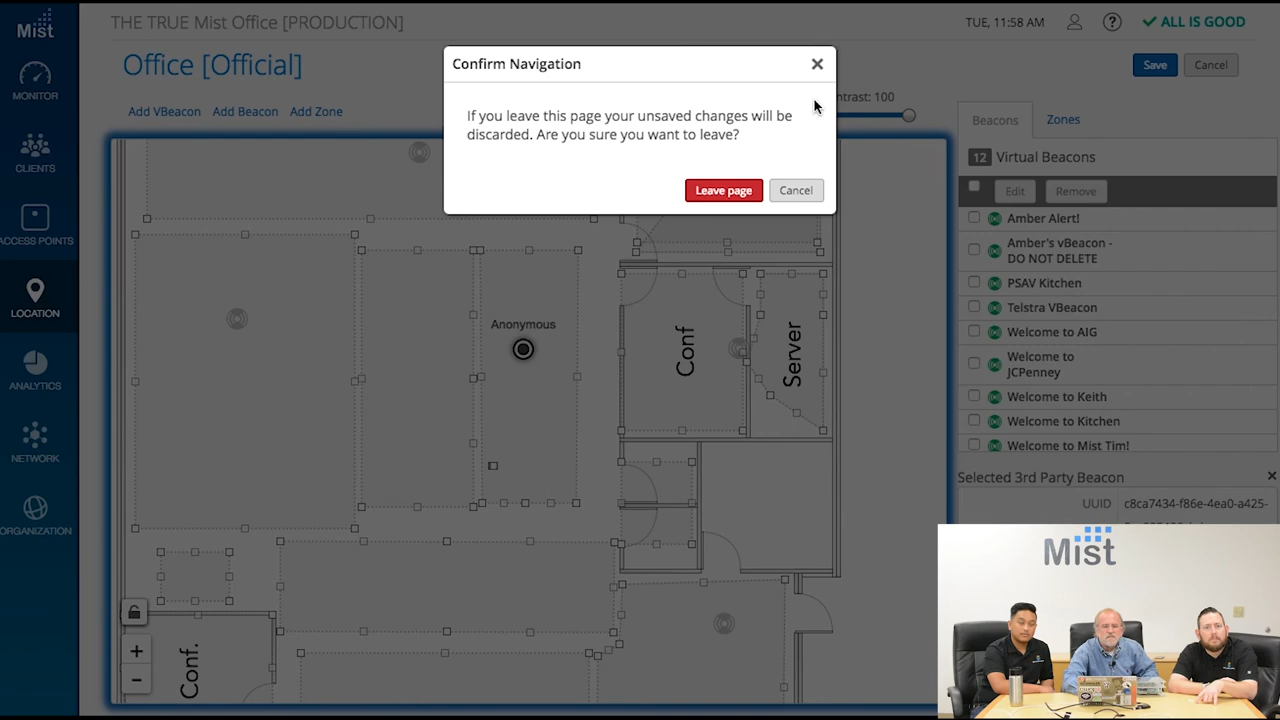 Mist
THE TRUE Mist Office [PRODUCTION]
TUE, 11:58 AM
?
ALL IS GOOD
MONITOR
CLIENTS
ACCESS POINTS
LOCATION
ANALYTICS
NETWORK
ORGANIZATION
Office [Official]
Save
Cancel
Add VBeacon
Add Beacon
Add Zone
trast: 100
Confirm Navigation
If you leave this page your unsaved changes will be
discarded. Are you sure you want to leave?
Leave page
Cancel
Anonymous
Conf
Server
Conf.
+
−
Beacons
Zones
12 Virtual Beacons
Edit
Remove
Amber Alert!
Amber's vBeacon -
DO NOT DELETE
PSAV Kitchen
Telstra VBeacon
Welcome to AIG
Welcome to
JCPenney
Welcome to Keith
Welcome to Kitchen
Welcome to Mist Tim!
Selected 3rd Party Beacon
UUID c8ca7434-f86e-4ea0-a425-
Mist